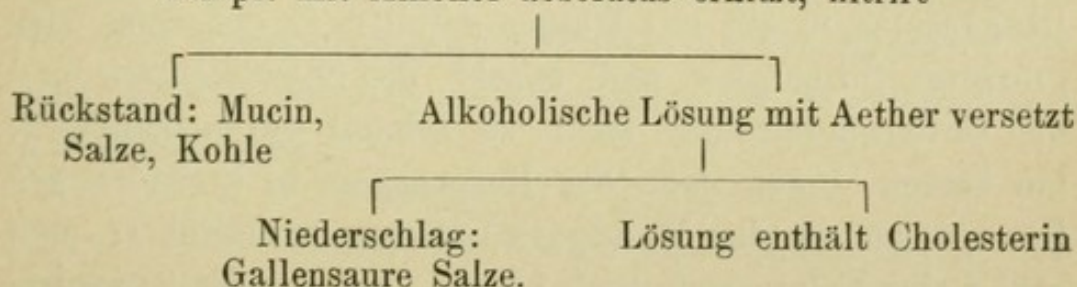 Rückstand: Mucin,
Salze, Kohle
Alkoholische Lösung mit Aether versetzt
Niederschlag:
Gallensaure Salze.
Lösung enthält Cholesterin